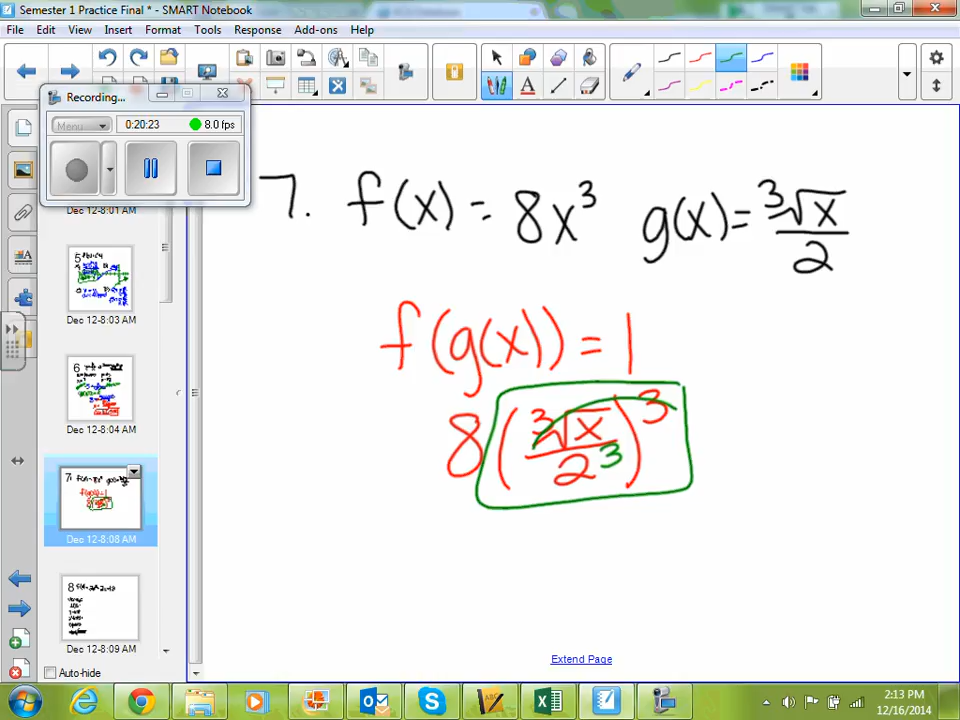 Semester 1 Practice Final * - SMART Notebook
File Edit View Insert Format Tools Response Add-ons Help
Recording...
Menu 0:20:23 8.0 fps
Dec 12-8:01 AM
Dec 12-8:03 AM
Dec 12-8:04 AM
Dec 12-8:08 AM
Dec 12-8:09 AM
Auto-hide
7. f(x) = 8x³ g(x) = ∛x / 2
f(g(x)) = 1
8 ( ∛x / 2³ )³
Extend Page
2:13 PM
12/16/2014